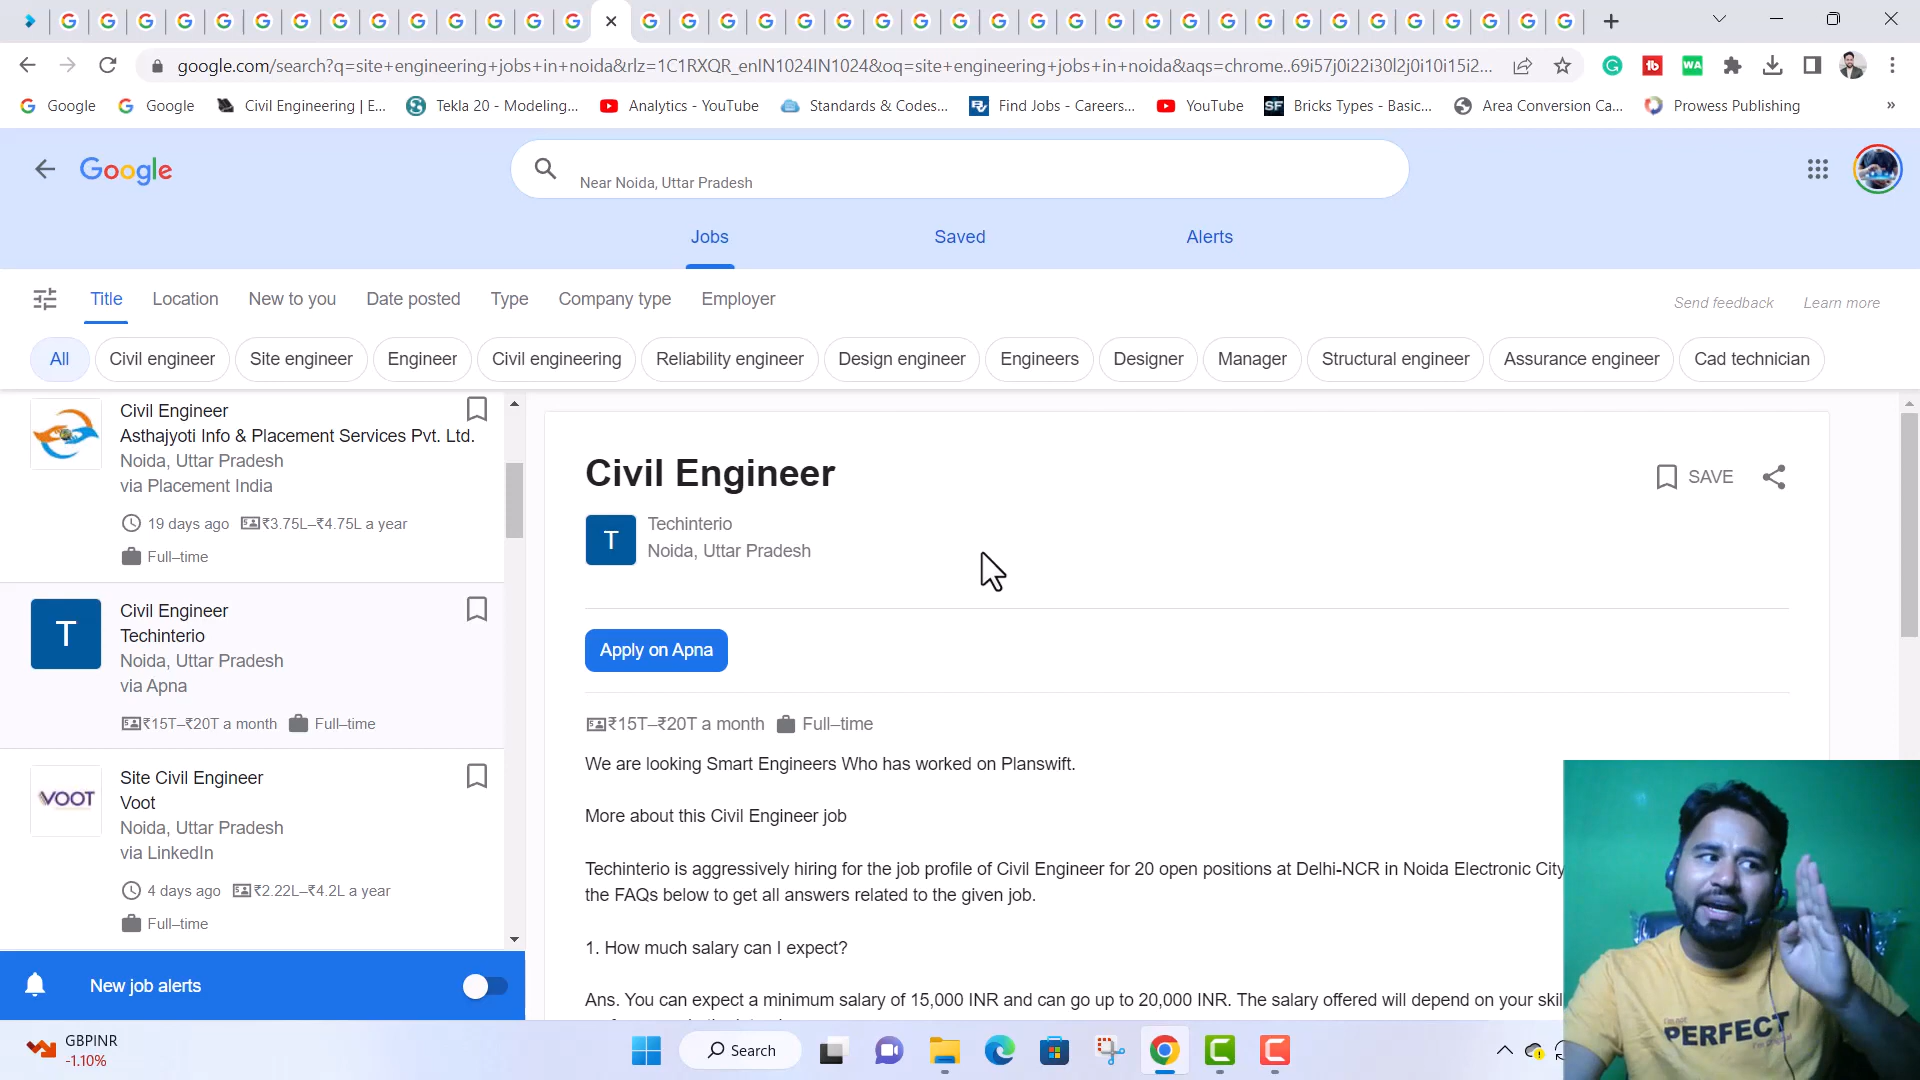 google.com/search?q=site+engineering+jobs+in+noida&rlz=1C1RXQR_enIN1024IN1024&oq=site+engineering+jobs+in+noida&aqs=chrome..69i57j0i22i30l2j0i10i15i2...
Google
Google
Civil Engineering | E...
Tekla 20 - Modeling...
Analytics - YouTube
Standards & Codes...
Find Jobs - Careers...
YouTube
Bricks Types - Basic...
Area Conversion Ca...
Prowess Publishing
»
Google
Near Noida, Uttar Pradesh
Jobs
Saved
Alerts
Title
Location
New to you
Date posted
Type
Company type
Employer
Send feedback
Learn more
All
Civil engineer
Site engineer
Engineer
Civil engineering
Reliability engineer
Design engineer
Engineers
Designer
Manager
Structural engineer
Assurance engineer
Cad technician
Civil Engineer
Asthajyoti Info & Placement Services Pvt. Ltd.
Noida, Uttar Pradesh
via Placement India
19 days ago ₹3.75L–₹4.75L a year
Full–time
T
Civil Engineer
Techinterio
Noida, Uttar Pradesh
via Apna
₹15T–₹20T a month Full–time
VOOT
Site Civil Engineer
Voot
Noida, Uttar Pradesh
via LinkedIn
4 days ago ₹2.22L–₹4.2L a year
Full–time
New job alerts
Civil Engineer
SAVE
T
Techinterio
Noida, Uttar Pradesh
Apply on Apna
₹15T–₹20T a month Full–time
We are looking Smart Engineers Who has worked on Planswift.
More about this Civil Engineer job
Techinterio is aggressively hiring for the job profile of Civil Engineer for 20 open positions at Delhi-NCR in Noida Electronic City
the FAQs below to get all answers related to the given job.
1. How much salary can I expect?
Ans. You can expect a minimum salary of 15,000 INR and can go up to 20,000 INR. The salary offered will depend on your skil
PERFECT
GBPINR
-1.10%
Search